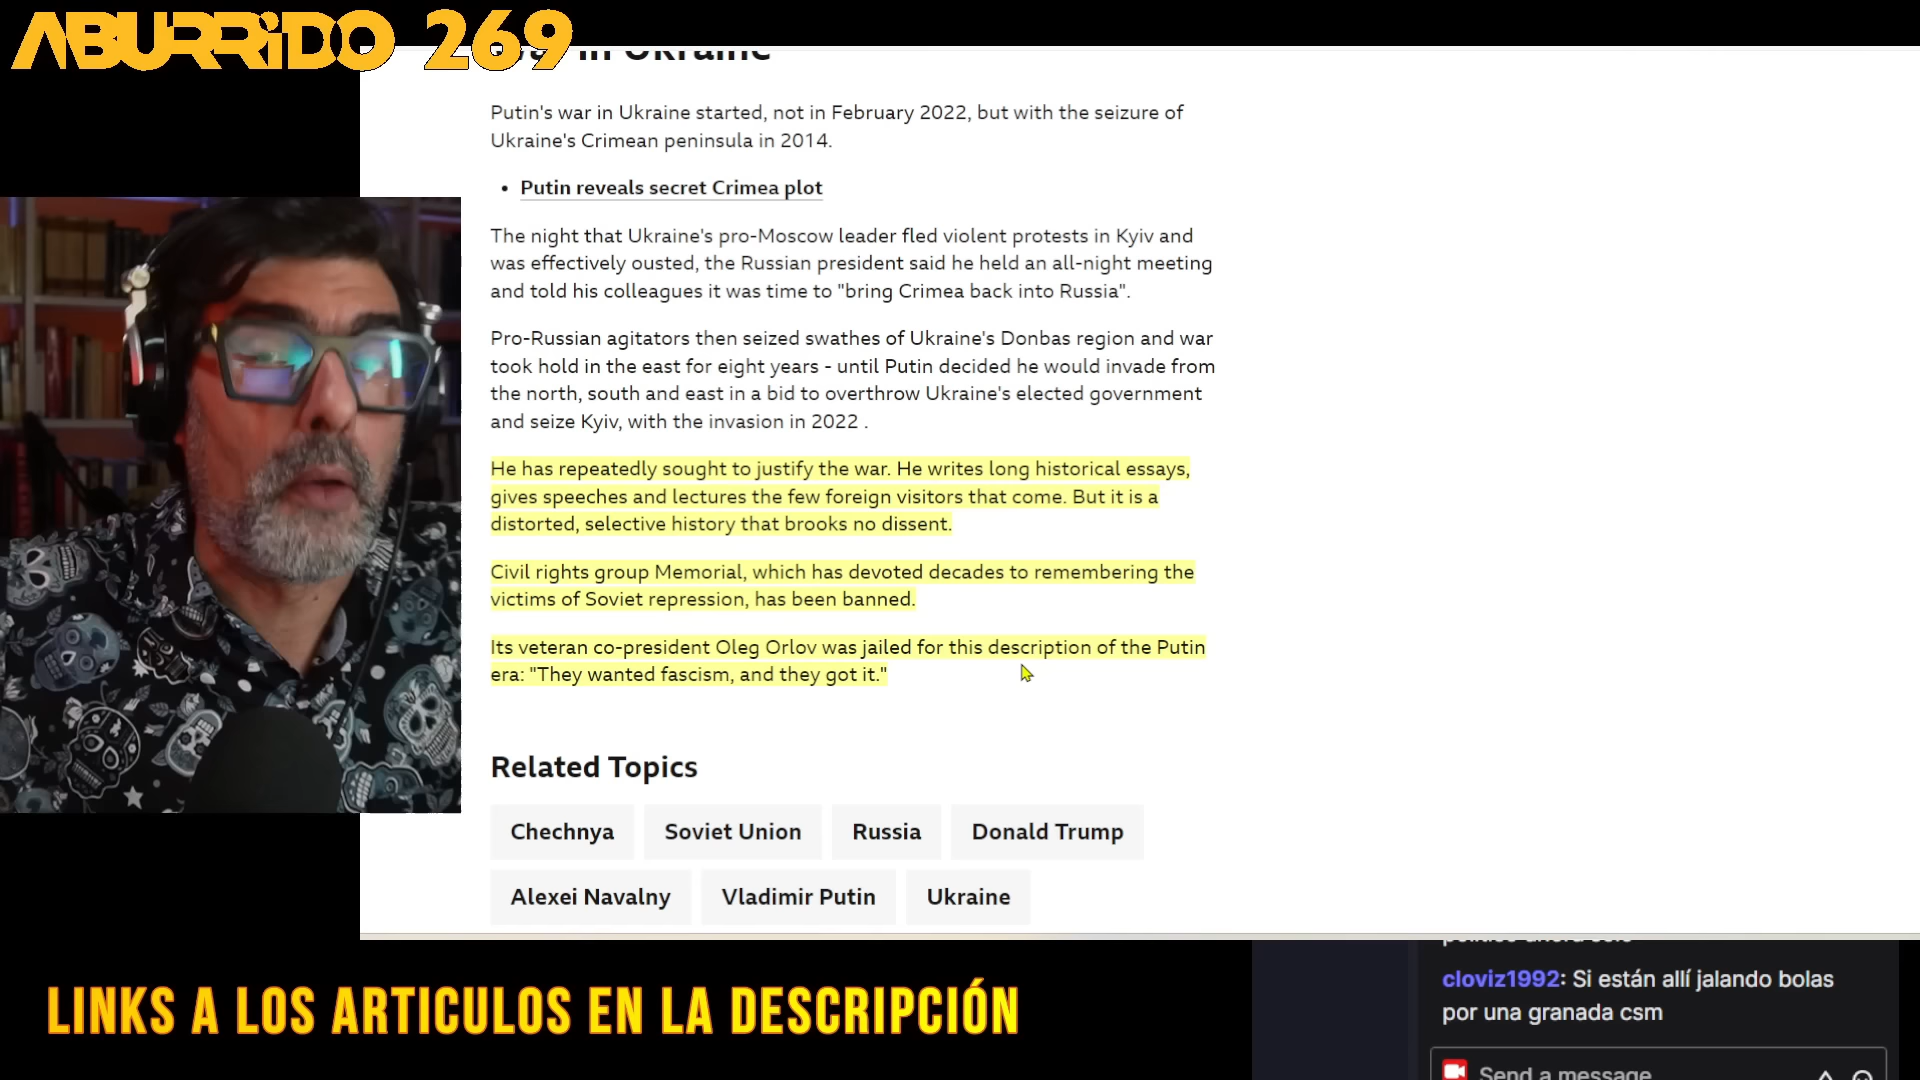 ABURRIDO 269
War in Ukraine
Putin's war in Ukraine started, not in February 2022, but with the seizure of
Ukraine's Crimean peninsula in 2014.
• Putin reveals secret Crimea plot
The night that Ukraine's pro-Moscow leader fled violent protests in Kyiv and
was effectively ousted, the Russian president said he held an all-night meeting
and told his colleagues it was time to "bring Crimea back into Russia".
Pro-Russian agitators then seized swathes of Ukraine's Donbas region and war
took hold in the east for eight years - until Putin decided he would invade from
the north, south and east in a bid to overthrow Ukraine's elected government
and seize Kyiv, with the invasion in 2022 .
He has repeatedly sought to justify the war. He writes long historical essays,
gives speeches and lectures the few foreign visitors that come. But it is a
distorted, selective history that brooks no dissent.
Civil rights group Memorial, which has devoted decades to remembering the
victims of Soviet repression, has been banned.
Its veteran co-president Oleg Orlov was jailed for this description of the Putin
era: "They wanted fascism, and they got it."
Related Topics
Chechnya Soviet Union Russia Donald Trump
Alexei Navalny Vladimir Putin Ukraine
cloviz1992: Si están allí jalando bolas
por una granada csm
Send a message
LINKS A LOS ARTICULOS EN LA DESCRIPCIÓN